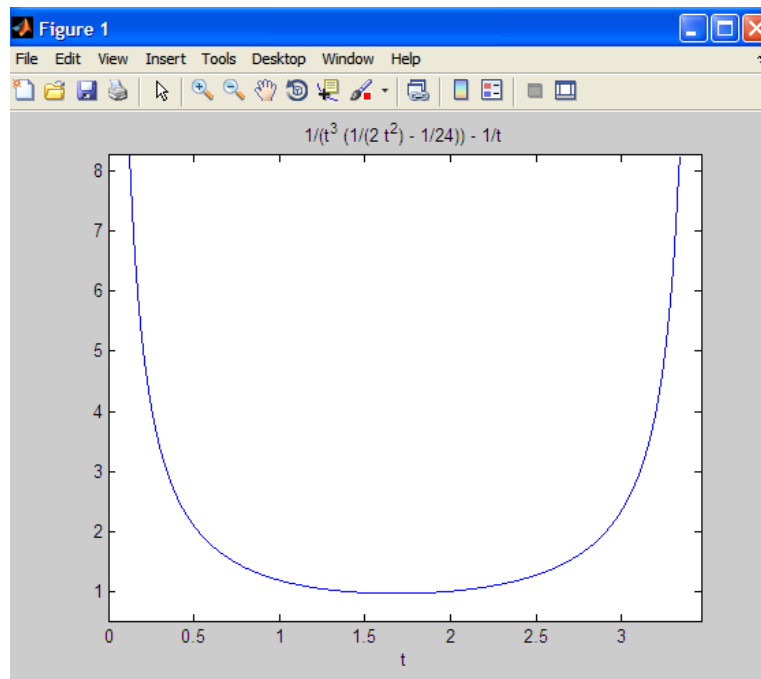 Figure 1
File Edit View Insert Tools Desktop Window Help
1/(t³ (1/(2 t²) - 1/24)) - 1/t
8
7
6
5
4
3
2
1
0 0.5 1 1.5 2 2.5 3
t